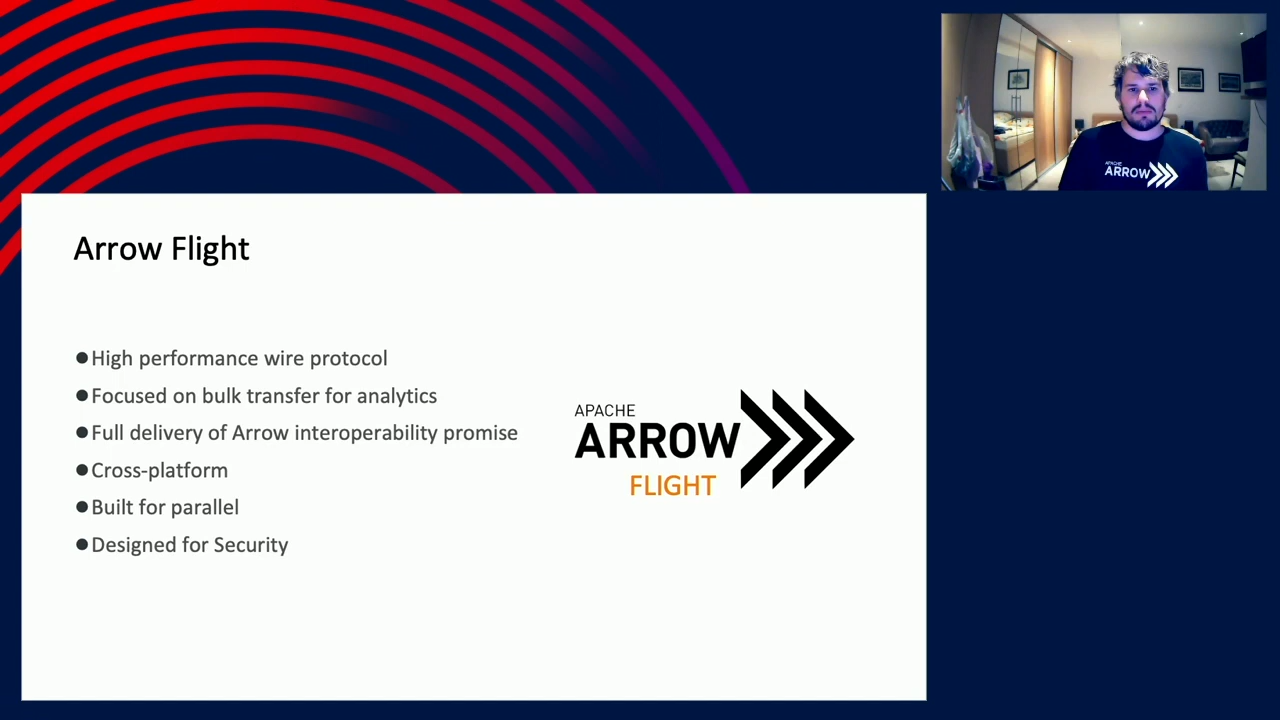 APACHE
ARROW
Arrow Flight
●High performance wire protocol
●Focused on bulk transfer for analytics
●Full delivery of Arrow interoperability promise
●Cross-platform
●Built for parallel
●Designed for Security
APACHE
ARROW
FLIGHT